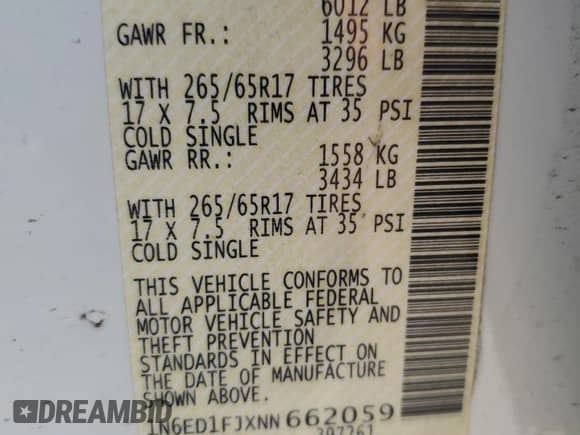 6012 LB
GAWR FR.: 1495 KG
3296 LB
WITH 265/65R17 TIRES
17 X 7.5 RIMS AT 35 PSI
COLD SINGLE
GAWR RR.: 1558 KG
3434 LB
WITH 265/65R17 TIRES
17 X 7.5 RIMS AT 35 PSI
COLD SINGLE
THIS VEHICLE CONFORMS TO
ALL APPLICABLE FEDERAL
MOTOR VEHICLE SAFETY AND
THEFT PREVENTION
STANDARDS IN EFFECT ON
THE DATE OF MANUFACTURE
SHOWN ABOVE.
1N6ED1FJXNN662059
307261
DREAMBID